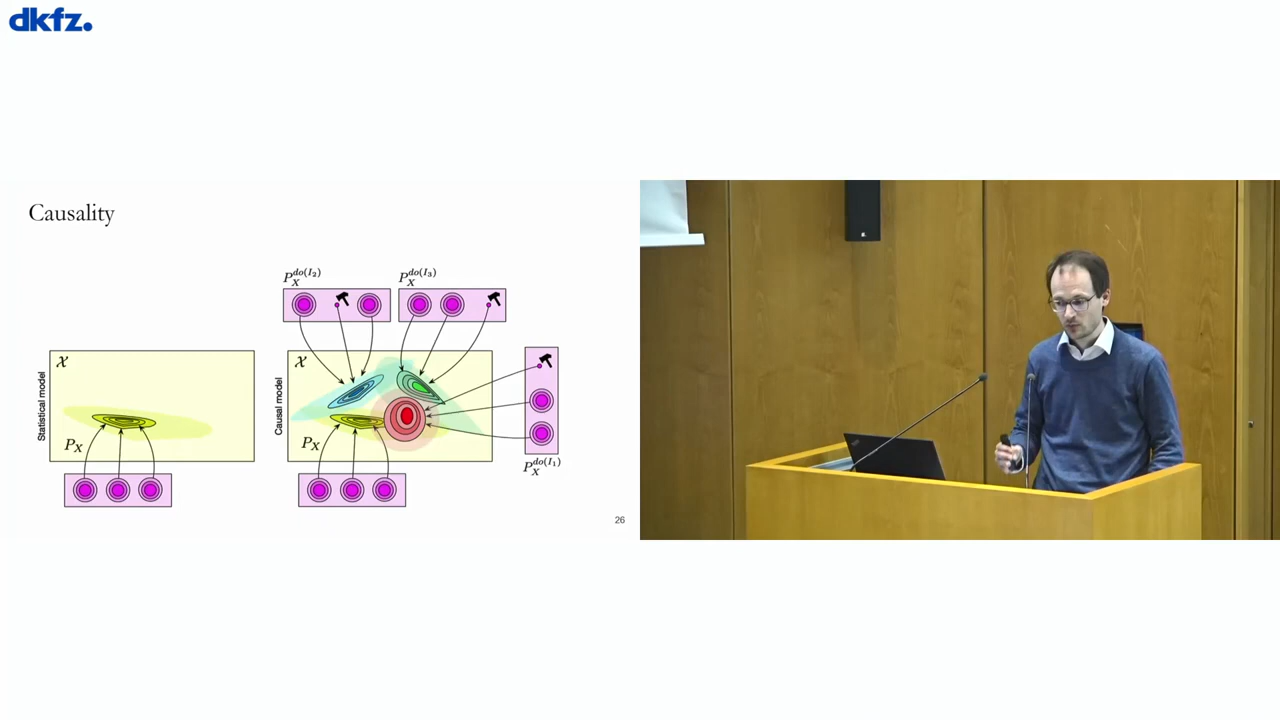 dkfz.
Causality
P_X^{do(I_2)}
P_X^{do(I_3)}
𝒳
𝒳
Statistical model
Causal model
P_X
P_X
P_X^{do(I_1)}
26